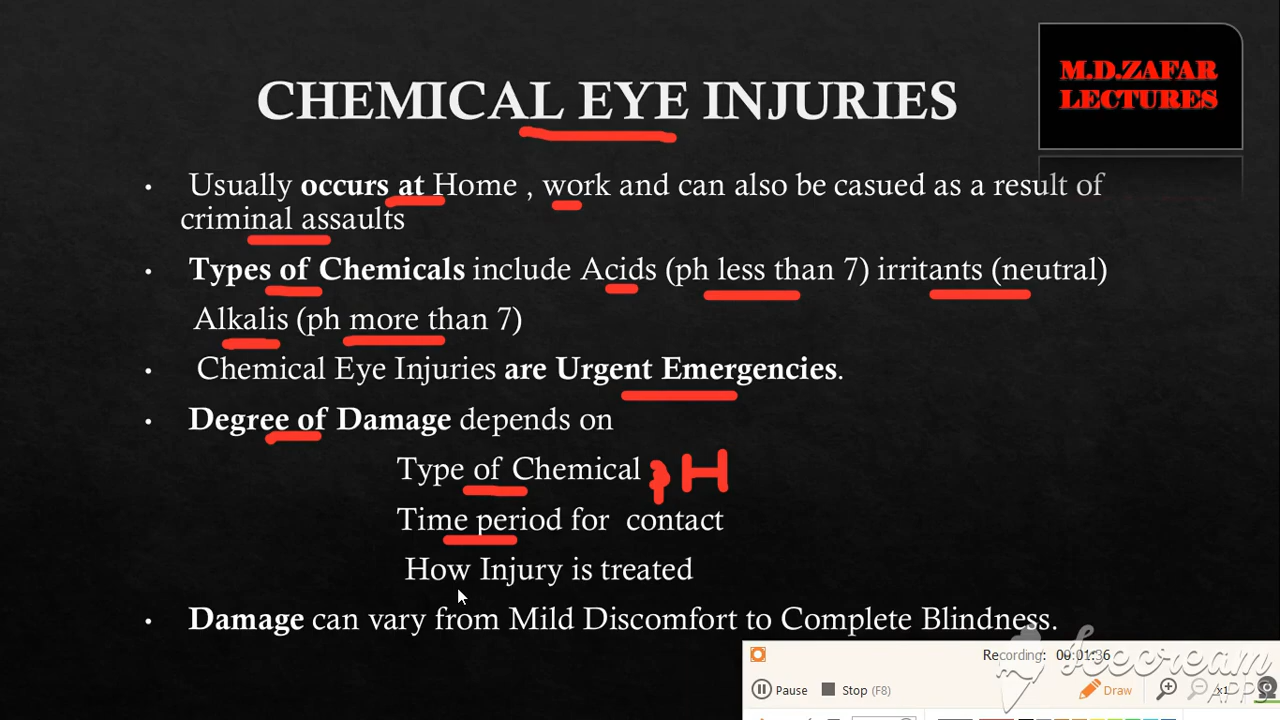 CHEMICAL EYE INJURIES
M.D.ZAFAR
LECTURES
• Usually occurs at Home , work and can also be casued as a result of
criminal assaults
• Types of Chemicals include Acids (ph less than 7) irritants (neutral)
Alkalis (ph more than 7)
• Chemical Eye Injuries are Urgent Emergencies.
• Degree of Damage depends on
Type of Chemical pH
Time period for contact
How Injury is treated
• Damage can vary from Mild Discomfort to Complete Blindness.
Recording: 00:01:36
Icecream
APPS
Pause Stop (F8) Draw x1